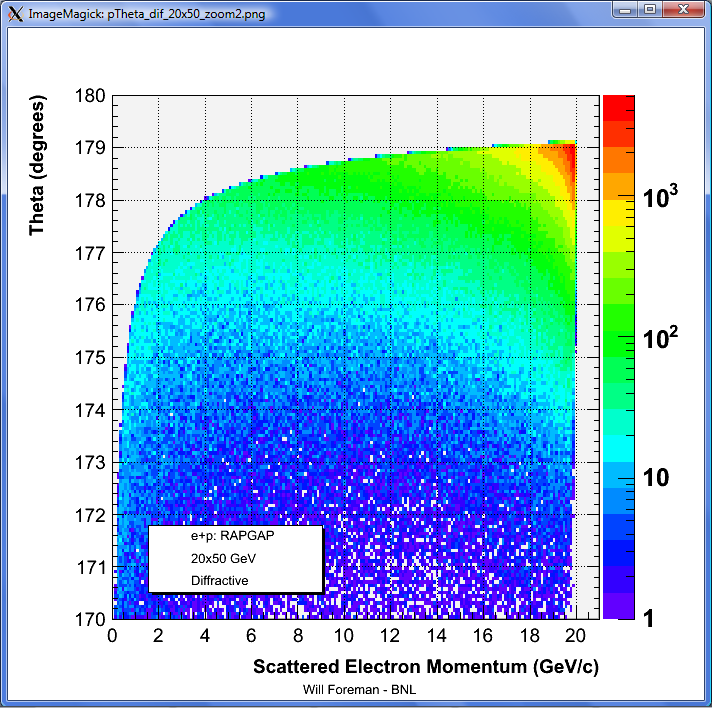 ImageMagick: pTheta_dif_20x50_zoom2.png
Theta (degrees)
180
179
178
177
176
175
174
173
172
171
170
0 2 4 6 8 10 12 14 16 18 20
10³
10²
10
1
e+p: RAPGAP
20x50 GeV
Diffractive
Scattered Electron Momentum (GeV/c)
Will Foreman - BNL